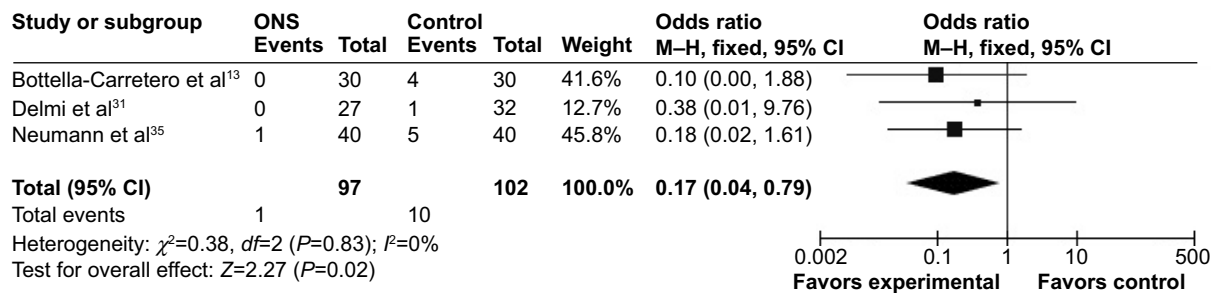 Study or subgroup ONS Control Odds ratio Odds ratio
Events Total Events Total Weight M–H, fixed, 95% CI M–H, fixed, 95% CI
Bottella-Carretero et al¹³ 0 30 4 30 41.6% 0.10 (0.00, 1.88)
Delmi et al³¹ 0 27 1 32 12.7% 0.38 (0.01, 9.76)
Neumann et al³⁵ 1 40 5 40 45.8% 0.18 (0.02, 1.61)
Total (95% CI) 97 102 100.0% 0.17 (0.04, 0.79)
Total events 1 10
Heterogeneity: χ²=0.38, df=2 (P=0.83); I²=0%
Test for overall effect: Z=2.27 (P=0.02)
0.002 0.1 1 10 500
Favors experimental Favors control